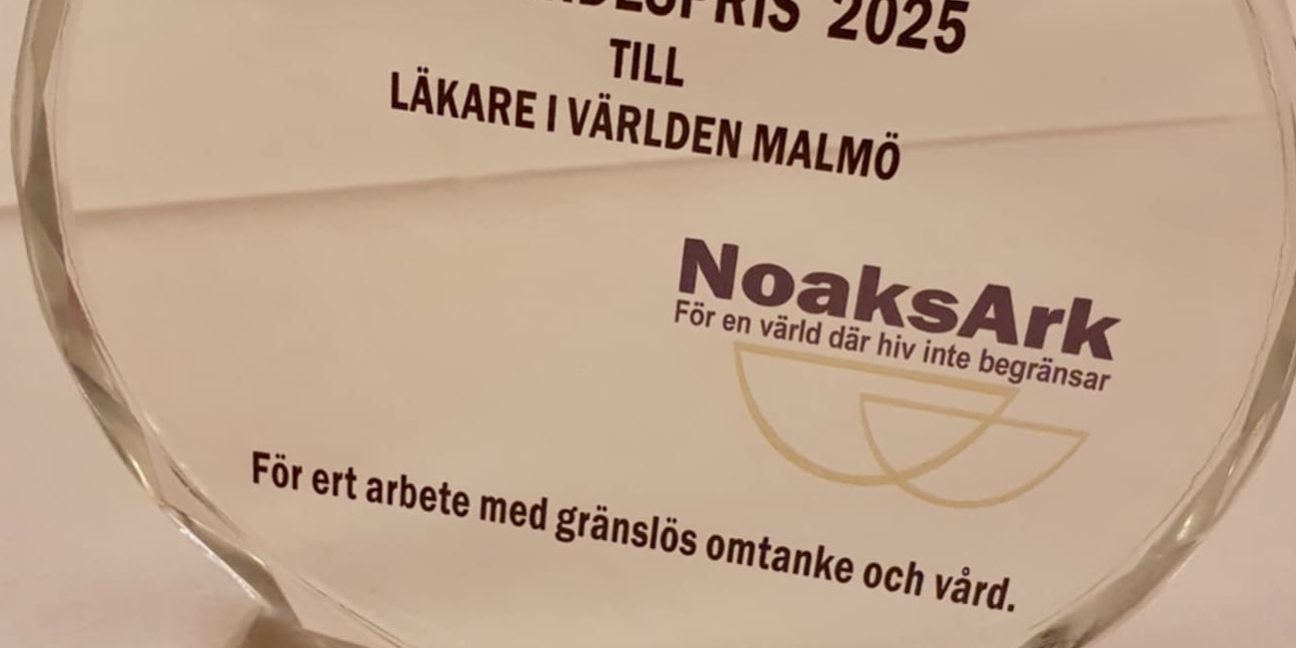 2025
TILL
LÄKARE I VÄRLDEN MALMÖ
NoaksArk
För en värld där hiv inte begränsar
För ert arbete med gränslös omtanke och vård.